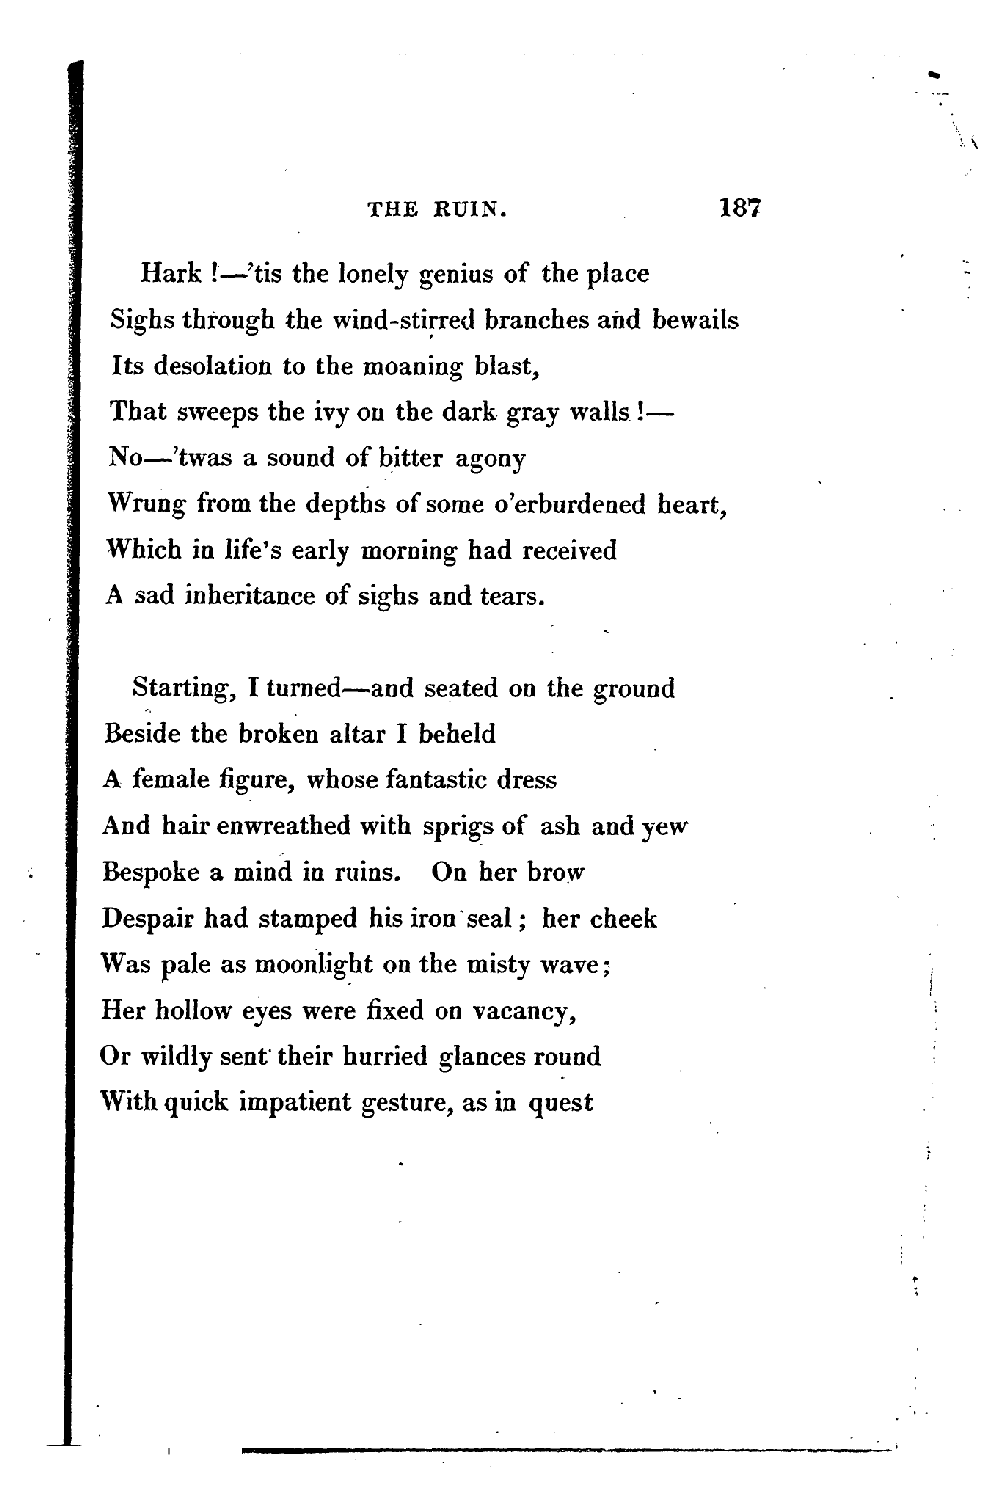 THE RUIN. 187
Hark !—’tis the lonely genius of the place
Sighs through the wind-stirred branches and bewails
Its desolation to the moaning blast,
That sweeps the ivy on the dark gray walls !—
No—’twas a sound of bitter agony
Wrung from the depths of some o’erburdened heart,
Which in life’s early morning had received
A sad inheritance of sighs and tears.
Starting, I turned—and seated on the ground
Beside the broken altar I beheld
A female figure, whose fantastic dress
And hair enwreathed with sprigs of ash and yew
Bespoke a mind in ruins. On her brow
Despair had stamped his iron seal ; her cheek
Was pale as moonlight on the misty wave ;
Her hollow eyes were fixed on vacancy,
Or wildly sent their hurried glances round
With quick impatient gesture, as in quest